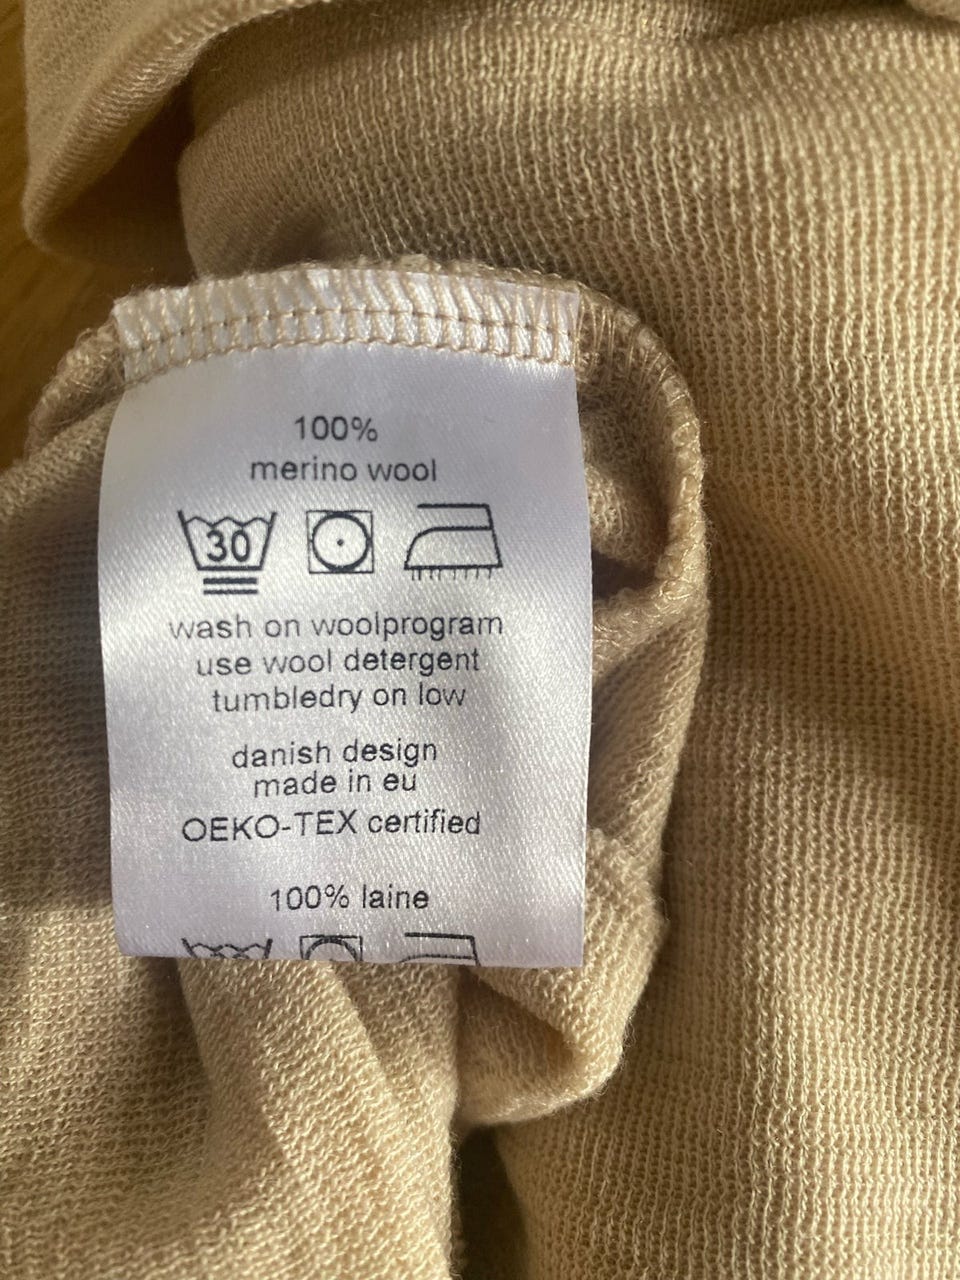 100%
merino wool
30
wash on woolprogram
use wool detergent
tumbledry on low
danish design
made in eu
OEKO-TEX certified
100% laine